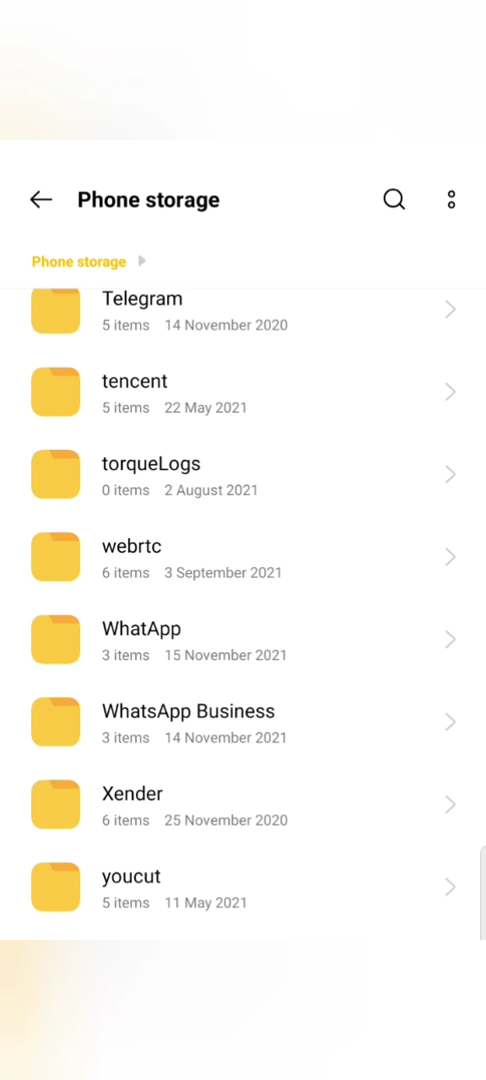 Phone storage
Phone storage
Telegram
5 items 14 November 2020
tencent
5 items 22 May 2021
torqueLogs
0 items 2 August 2021
webrtc
6 items 3 September 2021
WhatApp
3 items 15 November 2021
WhatsApp Business
3 items 14 November 2021
Xender
6 items 25 November 2020
youcut
5 items 11 May 2021